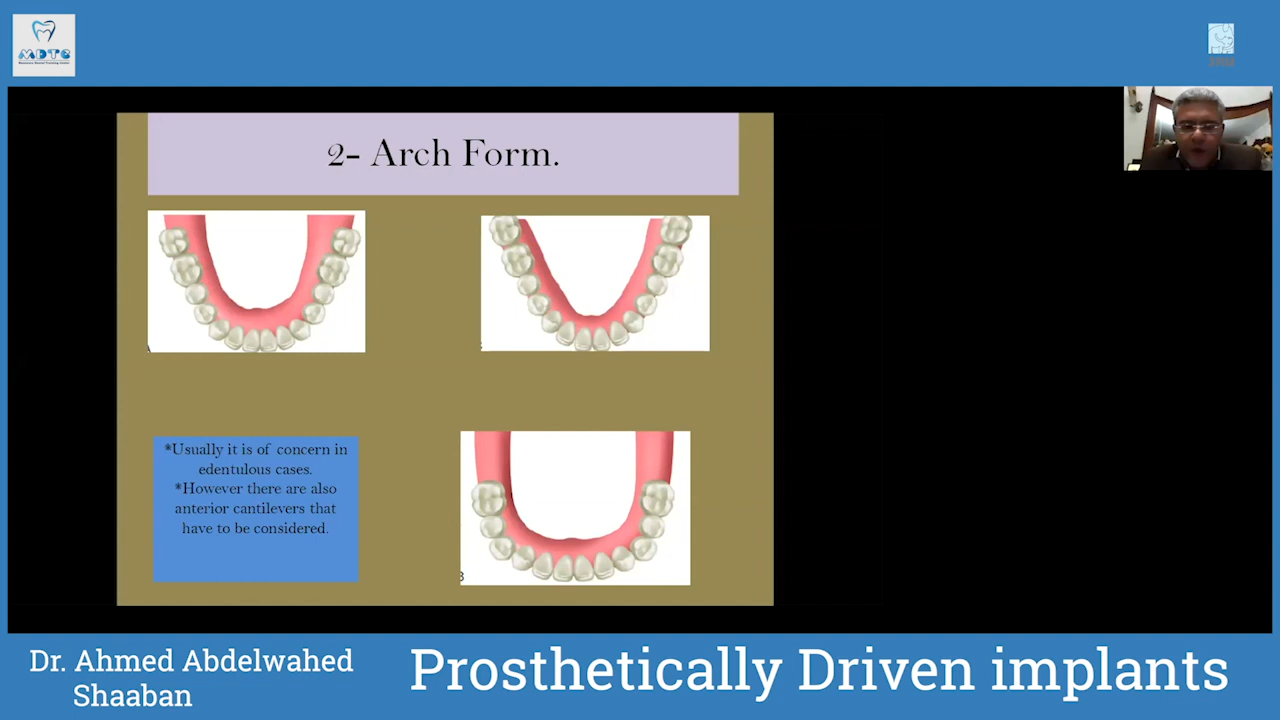 MDTC
2- Arch Form.
*Usually it is of concern in
edentulous cases.
*However there are also
anterior cantilevers that
have to be considered.
B
Dr. Ahmed Abdelwahed
Shaaban
Prosthetically Driven implants